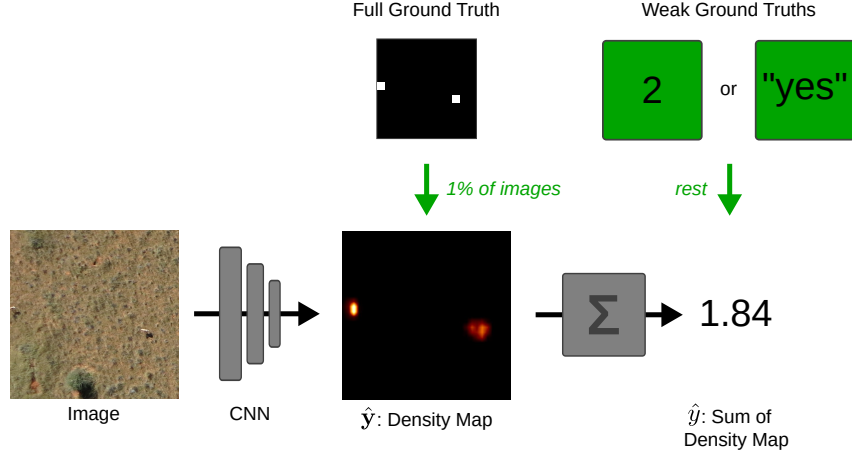 Full Ground Truth
Weak Ground Truths
2
or
"yes"
1% of images
rest
Σ
1.84
Image
CNN
ŷ: Density Map
ŷ: Sum of
Density Map